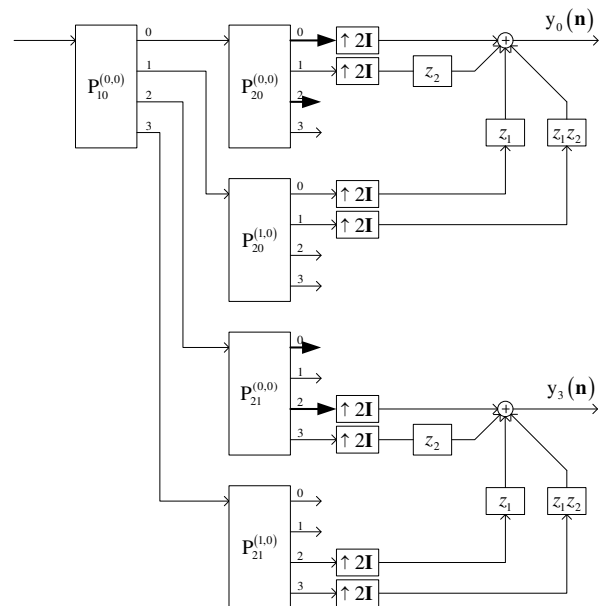 0 0 ↑ 2I + y₀(n)
1 1 ↑ 2I z₂
P₁₀^(0,0) P₂₀^(0,0)
2 2
3 3 z₁ z₁z₂
0 ↑ 2I
1 ↑ 2I
P₂₀^(1,0)
2
3
0
1
P₂₁^(0,0)
2 ↑ 2I + y₃(n)
3 ↑ 2I z₂
0 z₁ z₁z₂
1
P₂₁^(1,0)
2 ↑ 2I
3 ↑ 2I